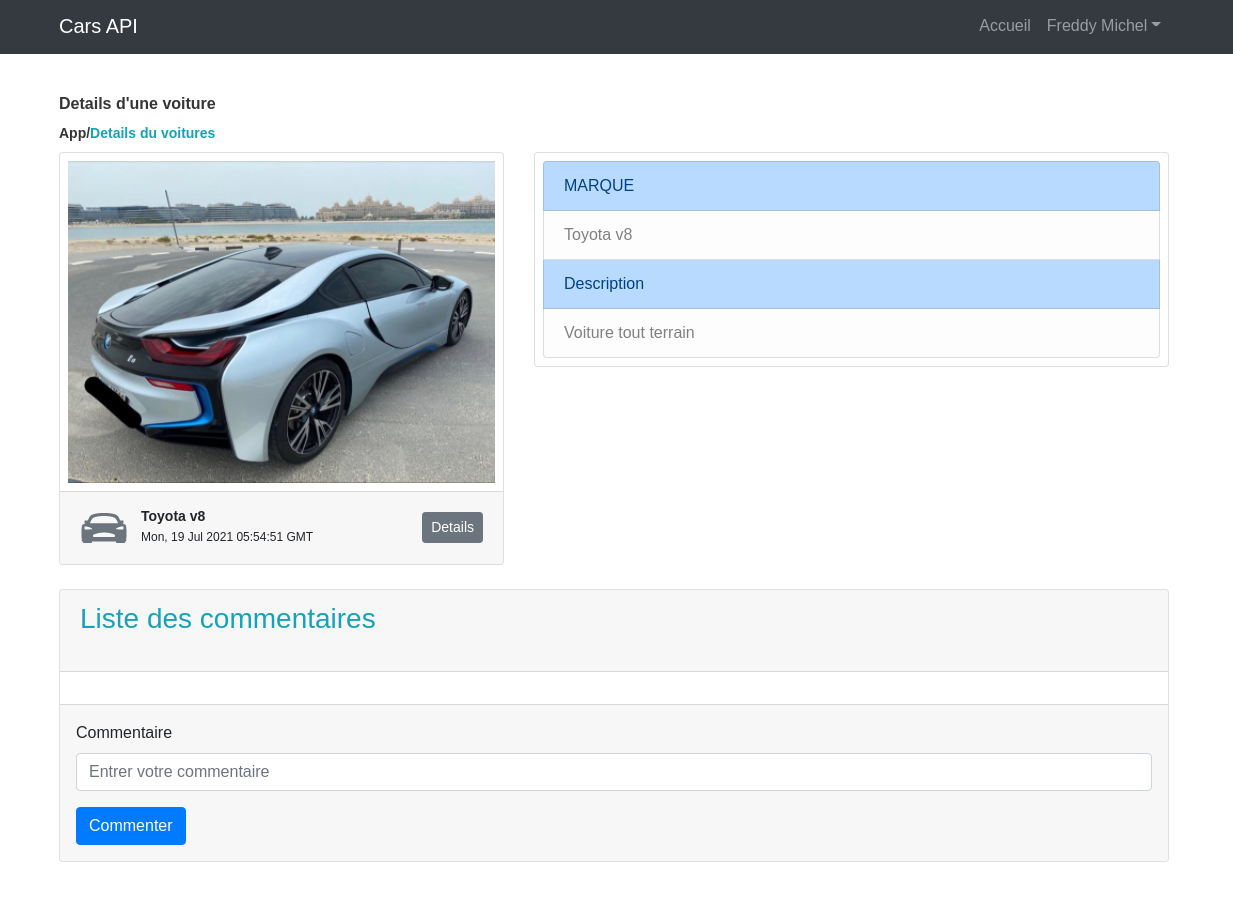 Cars API
Accueil
Freddy Michel
Details d'une voiture
App/Details du voitures
MARQUE
Toyota v8
Description
Voiture tout terrain
Toyota v8
Mon, 19 Jul 2021 05:54:51 GMT
Details
Liste des commentaires
Commentaire
Entrer votre commentaire
Commenter